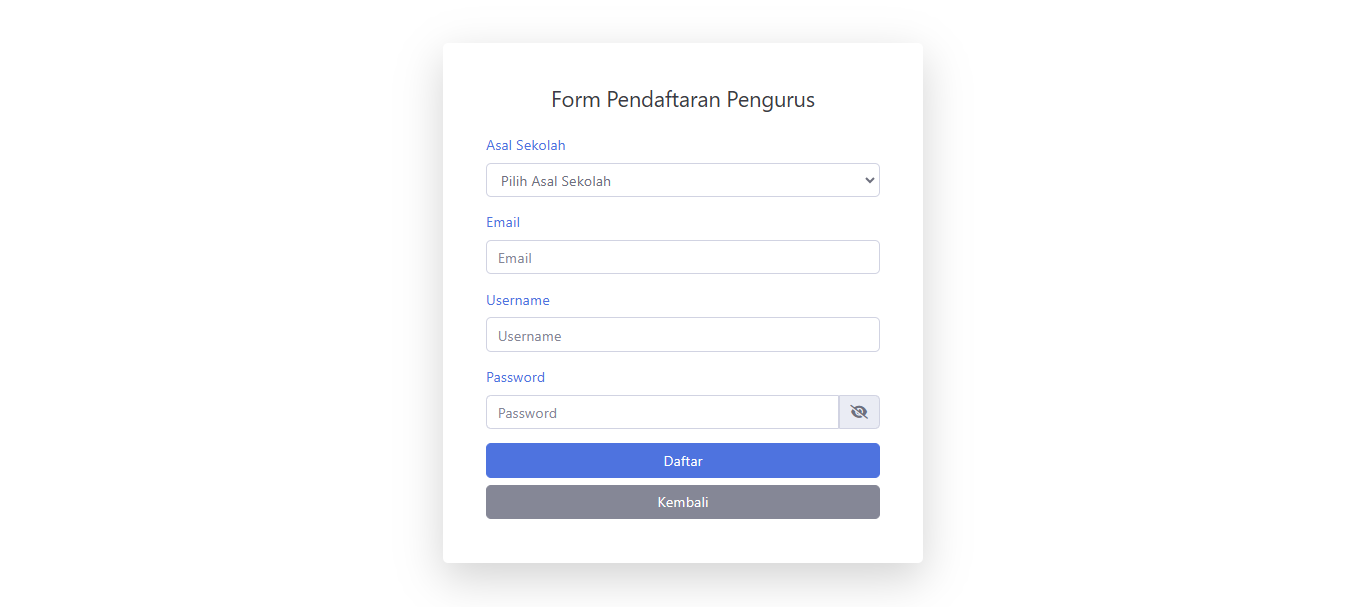 Form Pendaftaran Pengurus
Asal Sekolah
Pilih Asal Sekolah
Email
Email
Username
Username
Password
Password
Daftar
Kembali